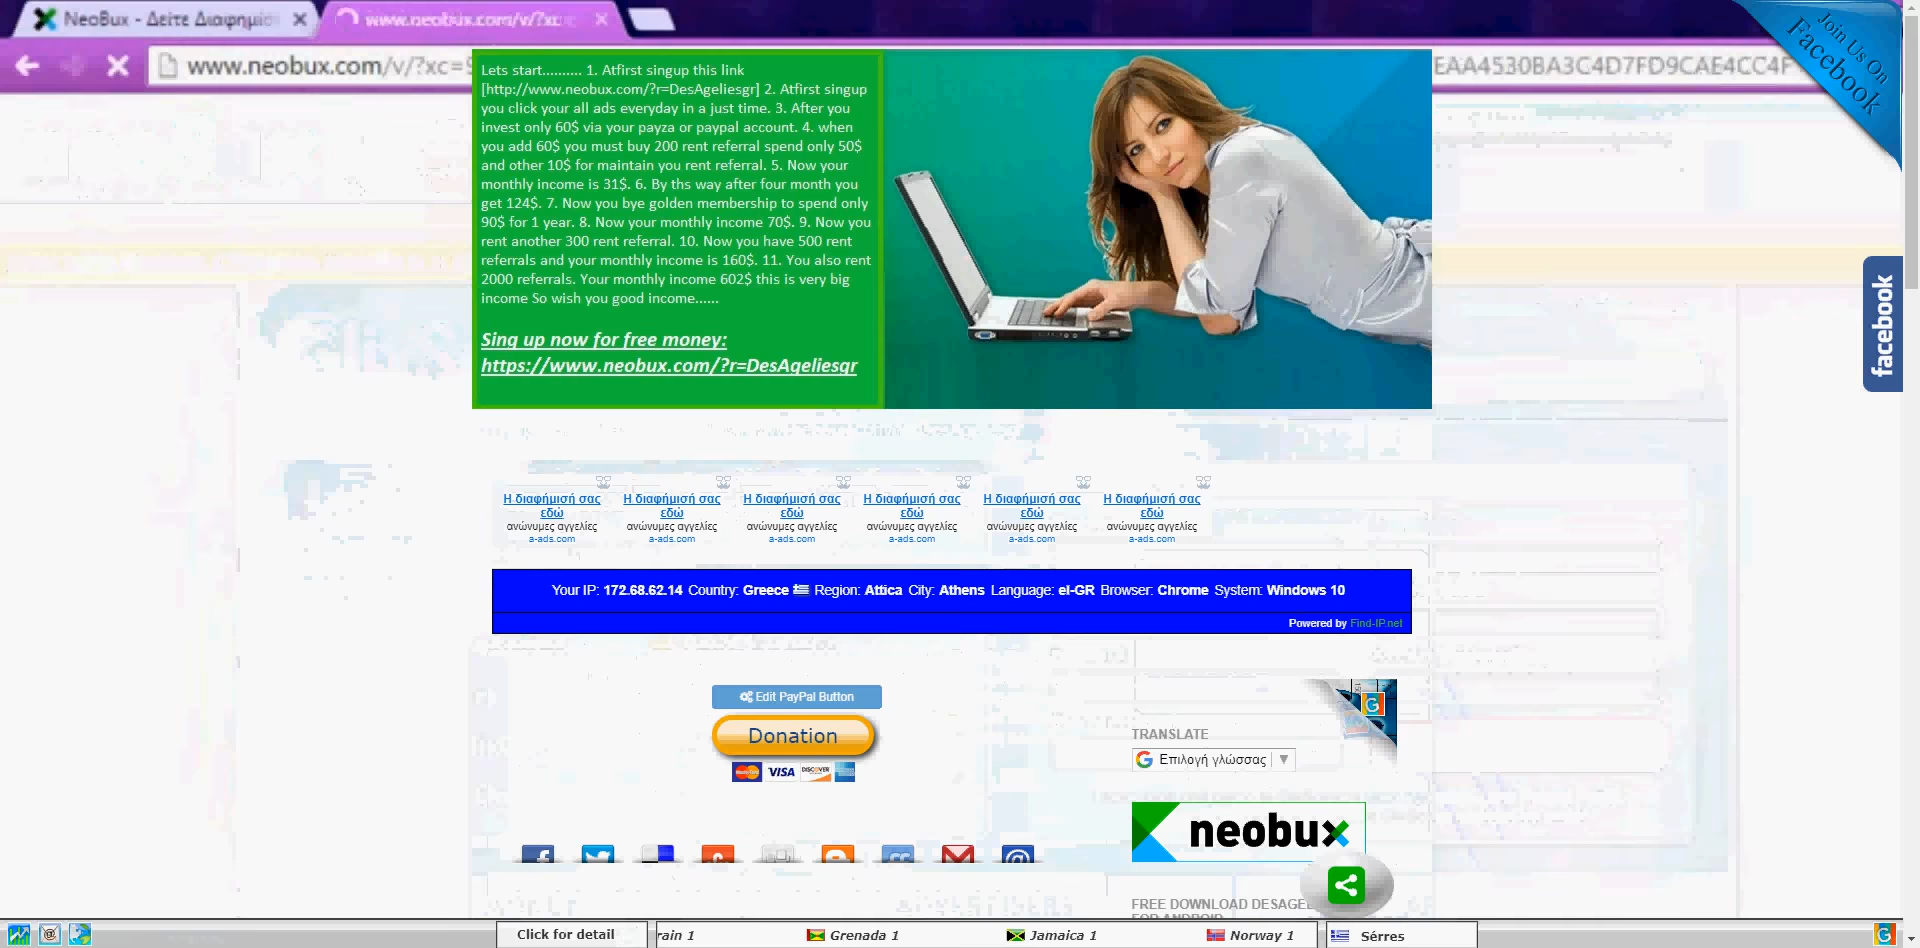 NeoBux - Δείτε Διαφημίσ
www.neobux.com/v/?xc
www.neobux.com/v/?xc=9
EAA4530BA3C4D7FD9CAE4CC4F
Join Us On
Facebook
Lets start.......... 1. Atfirst singup this link
[http://www.neobux.com/?r=DesAgeliesgr] 2. Atfirst singup
you click your all ads everyday in a just time. 3. After you
invest only 60$ via your payza or paypal account. 4. when
you add 60$ you must buy 200 rent referral spend only 50$
and other 10$ for maintain you rent referral. 5. Now your
monthly income is 31$. 6. By ths way after four month you
get 124$. 7. Now you bye golden membership to spend only
90$ for 1 year. 8. Now your monthly income 70$. 9. Now you
rent another 300 rent referral. 10. Now you have 500 rent
referrals and your monthly income is 160$. 11. You also rent
2000 referrals. Your monthly income 602$ this is very big
income So wish you good income......
Sing up now for free money:
https://www.neobux.com/?r=DesAgeliesgr
facebook
Η διαφήμισή σας Η διαφήμισή σας Η διαφήμισή σας Η διαφήμισή σας Η διαφήμισή σας Η διαφήμισή σας
εδώ εδώ εδώ εδώ εδώ εδώ
ανώνυμες αγγελίες ανώνυμες αγγελίες ανώνυμες αγγελίες ανώνυμες αγγελίες ανώνυμες αγγελίες ανώνυμες αγγελίες
a-ads.com a-ads.com a-ads.com a-ads.com a-ads.com a-ads.com
Your IP: 172.68.62.14 Country: Greece Region: Attica City: Athens Language: el-GR Browser: Chrome System: Windows 10
Powered by Find-IP.net
Edit PayPal Button
Donation
MasterCard VISA DISCOVER
TRANSLATE
G Επιλογή γλώσσας ▼
neobux
FREE DOWNLOAD DESAGE
FOR ANDROID
Click for detail
rain 1 Grenada 1 Jamaica 1 Norway 1
Sérres